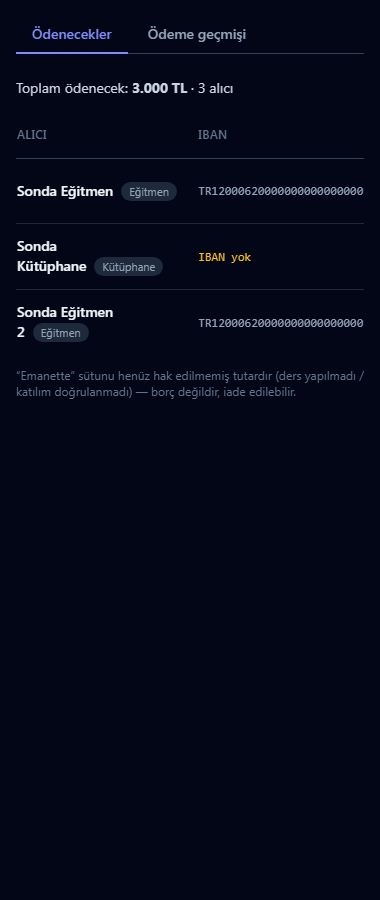 Ödenecekler Ödeme geçmişi
Toplam ödenecek: 3.000 TL · 3 alıcı
ALICI IBAN
Sonda Eğitmen Eğitmen TR12000620000000000000000
Sonda
Kütüphane Kütüphane IBAN yok
Sonda Eğitmen
2 Eğitmen TR12000620000000000000000
“Emanette” sütunu henüz hak edilmemiş tutardır (ders yapılmadı /
katılım doğrulanmadı) — borç değildir, iade edilebilir.